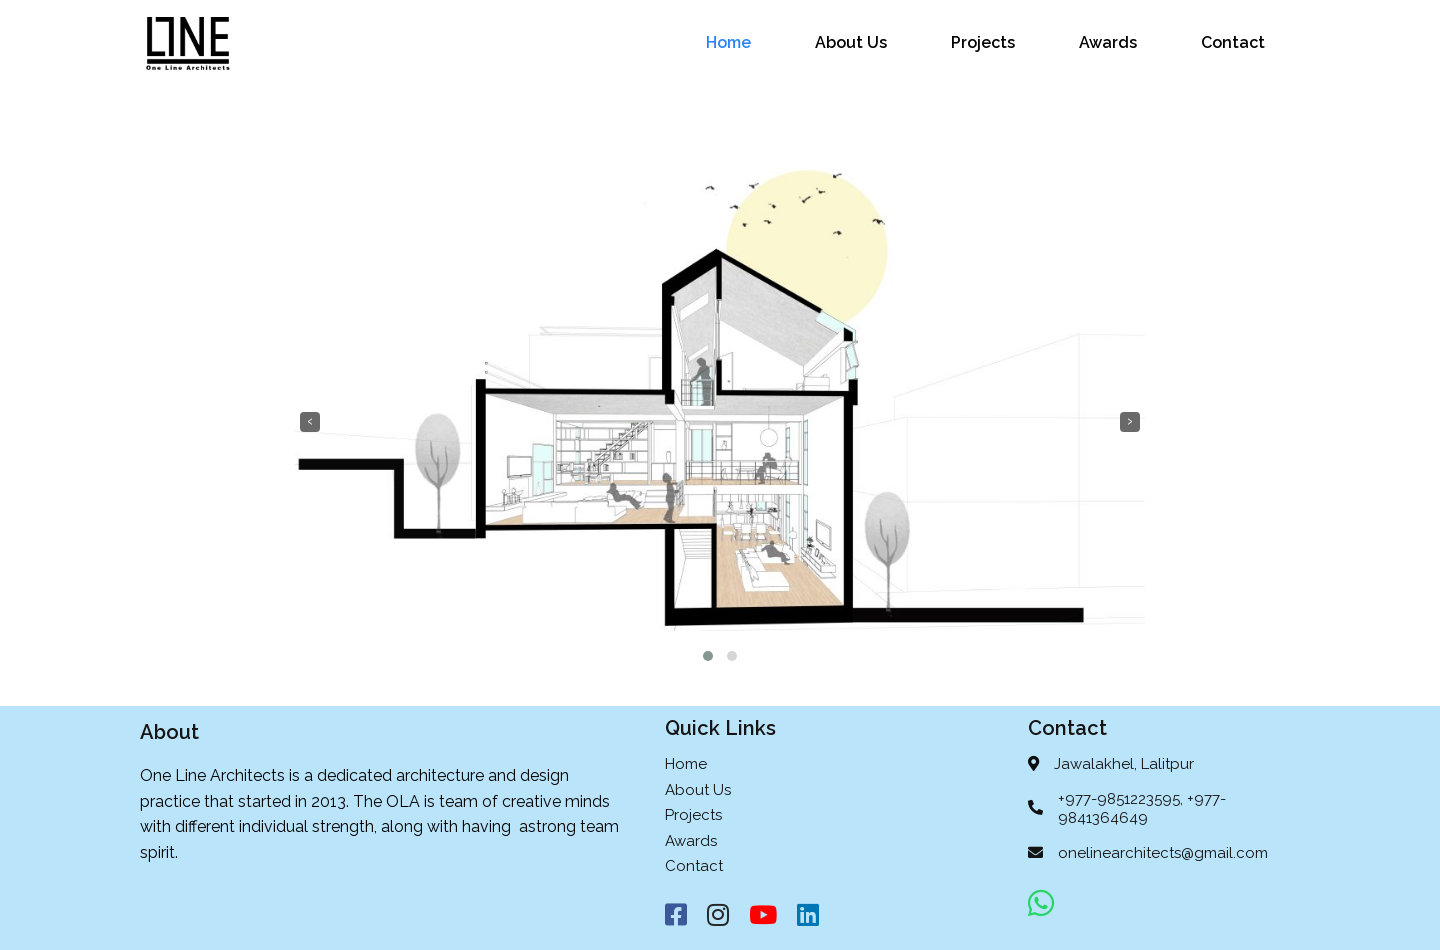 LINE
One Line Architects
Home
About Us
Projects
Awards
Contact
<
>
About
One Line Architects is a dedicated architecture and design
practice that started in 2013. The OLA is team of creative minds
with different individual strength, along with having  astrong team
spirit.
Quick Links
Home
About Us
Projects
Awards
Contact
Contact
Jawalakhel, Lalitpur
+977-9851223595, +977-
9841364649
onelinearchitects@gmail.com